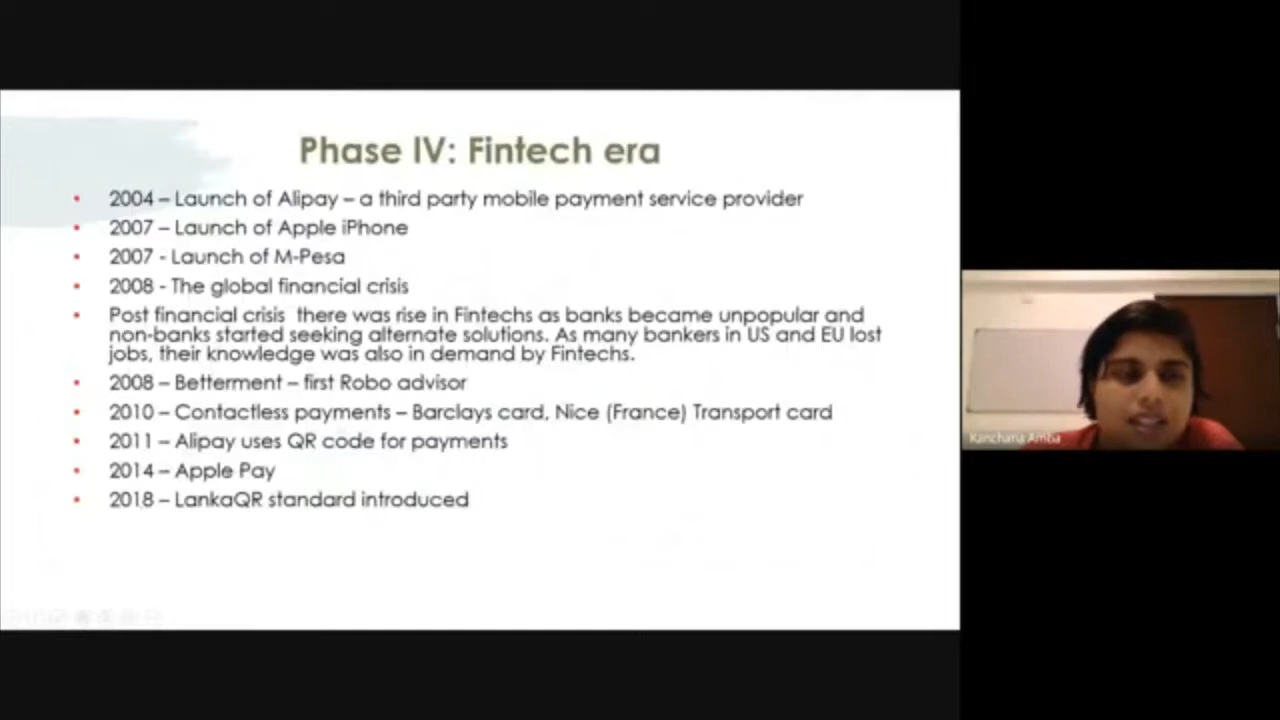 Phase IV: Fintech era
• 2004 – Launch of Alipay – a third party mobile payment service provider
• 2007 – Launch of Apple iPhone
• 2007 - Launch of M-Pesa
• 2008 - The global financial crisis
• Post financial crisis there was rise in Fintechs as banks became unpopular and
non-banks started seeking alternate solutions. As many bankers in US and EU lost
jobs, their knowledge was also in demand by Fintechs.
• 2008 – Betterment – first Robo advisor
• 2010 – Contactless payments – Barclays card, Nice (France) Transport card
• 2011 – Alipay uses QR code for payments
• 2014 – Apple Pay
• 2018 – LankaQR standard introduced
Kanchana Amba